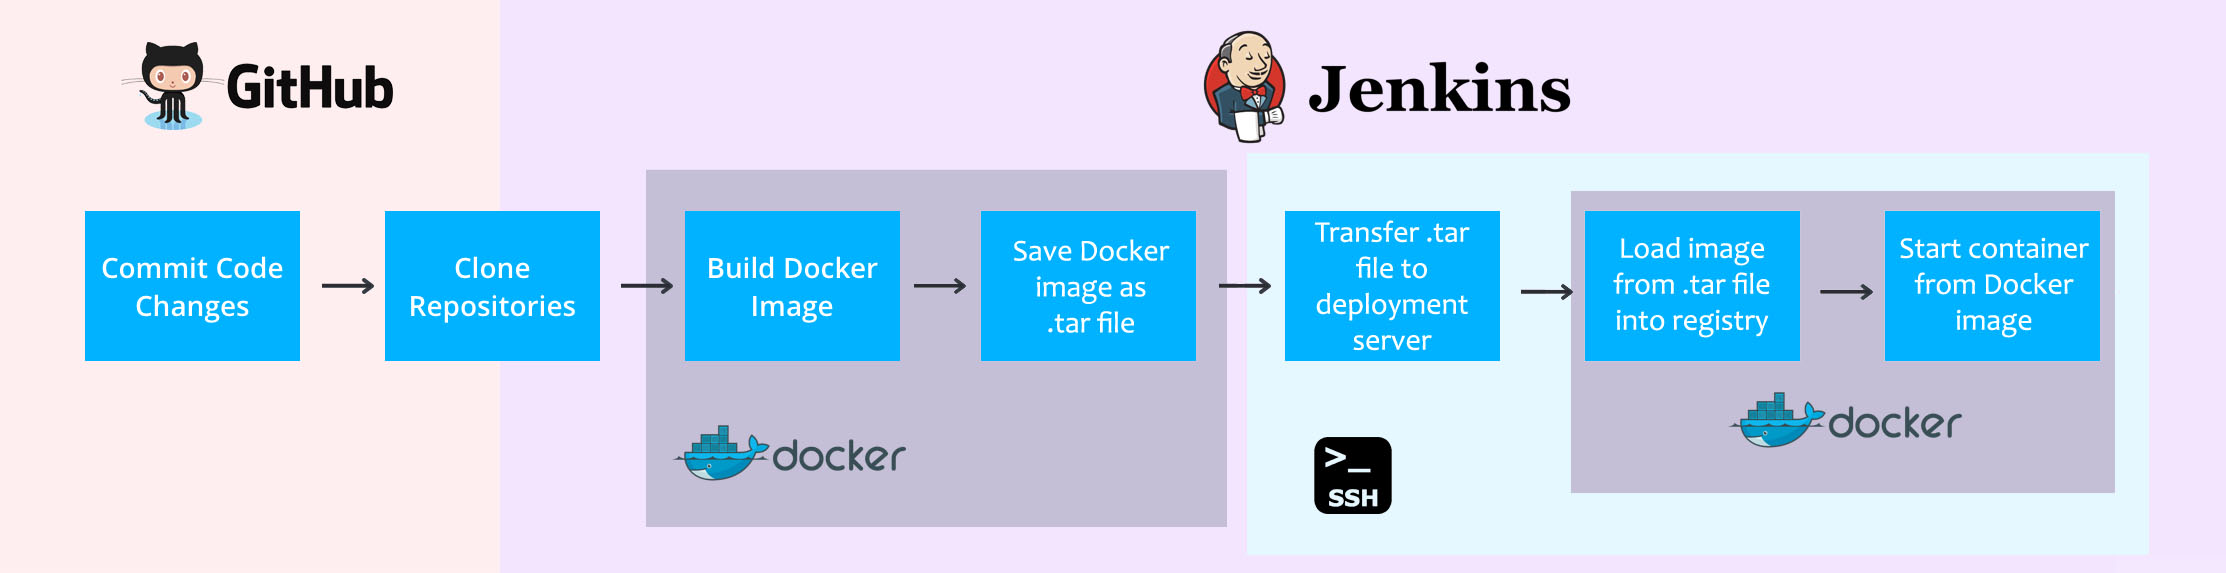 GitHub
Jenkins
Commit Code
Changes
Clone
Repositories
Build Docker
Image
Save Docker
image as
.tar file
Transfer .tar
file to
deployment
server
Load image
from .tar file
into registry
Start container
from Docker
image
docker
>_
SSH
docker